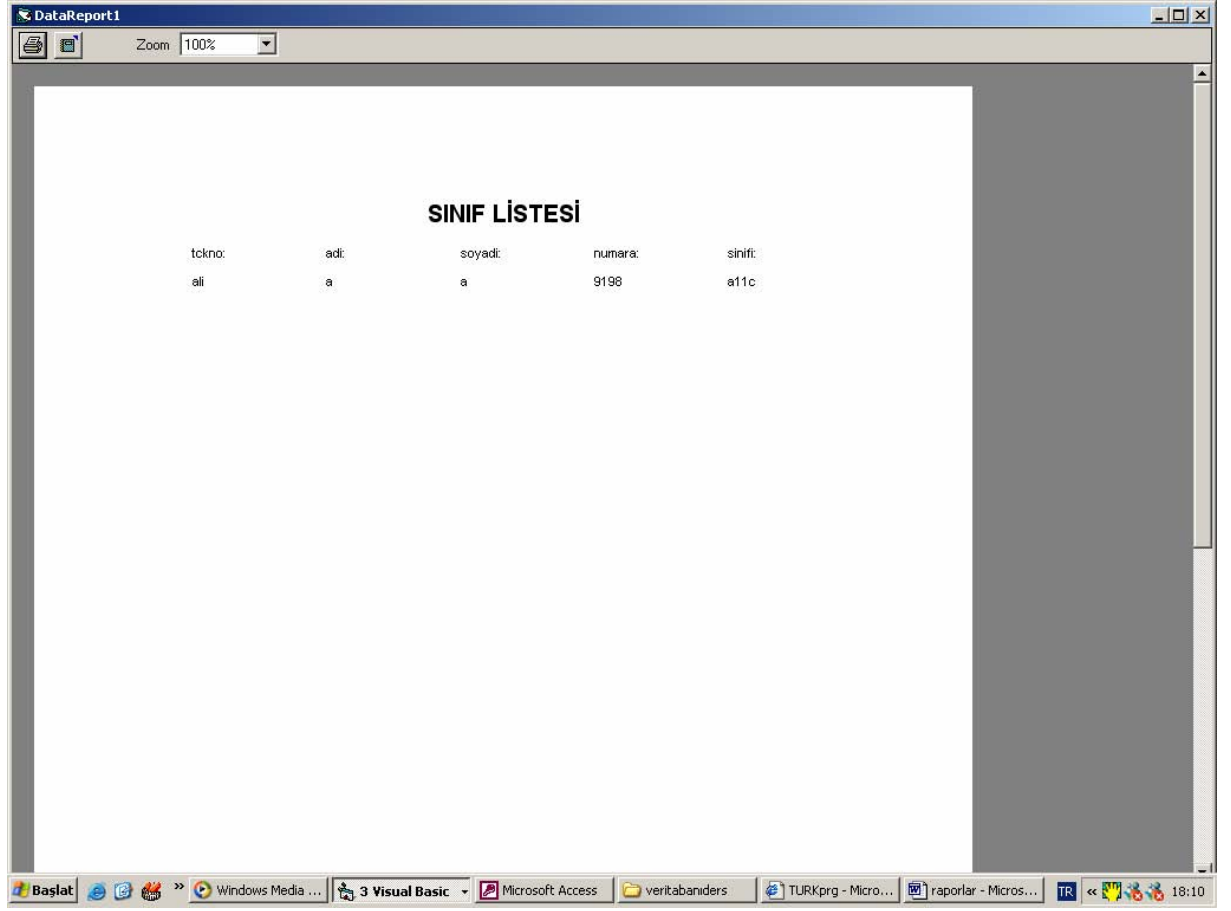 DataReport1
Zoom 100%
SINIF LİSTESİ
tckno: adi: soyadi: numara: sinifi:
ali a a 9198 a11c
Başlat » Windows Media ... 3 Visual Basic Microsoft Access veritabanıders TURKprg - Micro... raporlar - Micros... TR « 18:10